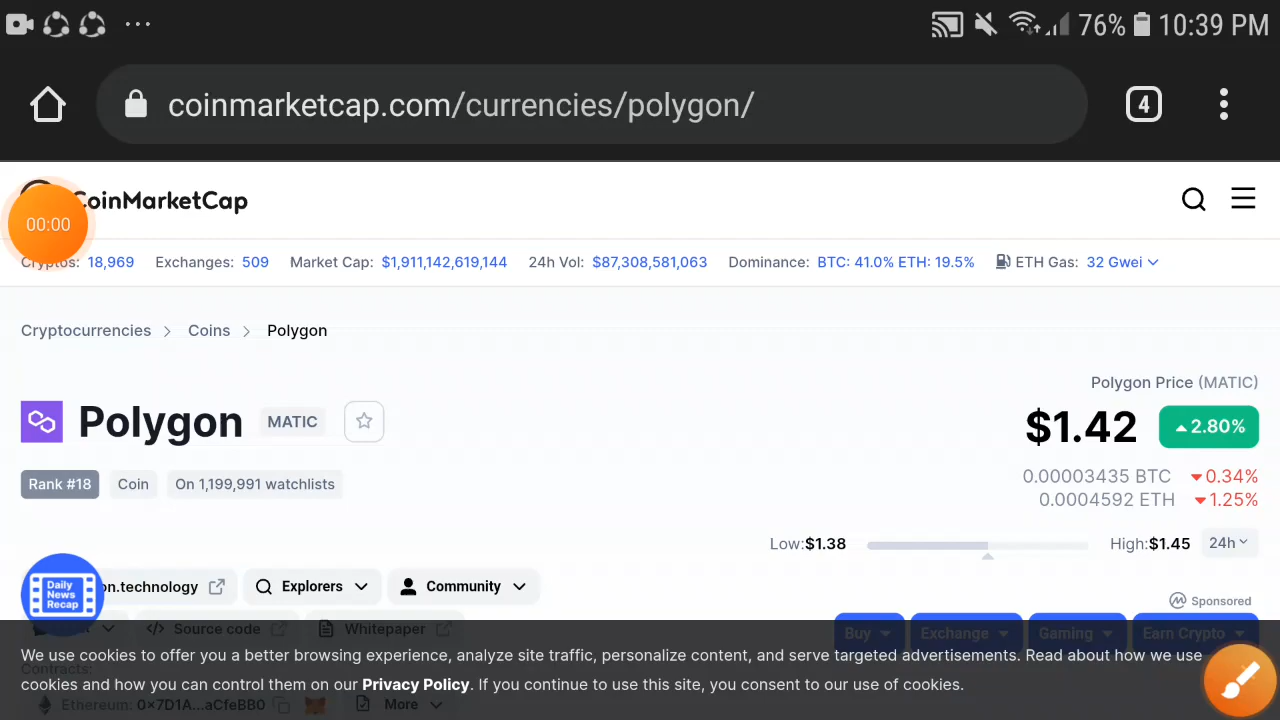 76% 10:39 PM
coinmarketcap.com/currencies/polygon/ 4
CoinMarketCap
00:00
Cryptos: 18,969 Exchanges: 509 Market Cap: $1,911,142,619,144 24h Vol: $87,308,581,063 Dominance: BTC: 41.0% ETH: 19.5% ETH Gas: 32 Gwei
Cryptocurrencies > Coins > Polygon
Polygon Price (MATIC)
Polygon MATIC $1.42 2.80%
Rank #18 Coin On 1,199,991 watchlists 0.00003435 BTC 0.34%
0.0004592 ETH 1.25%
Low:$1.38 High:$1.45 24h
Daily News Recap
on.technology Explorers Community
Sponsored
Source code Whitepaper Buy Exchange Gaming Earn Crypto
We use cookies to offer you a better browsing experience, analyze site traffic, personalize content, and serve targeted advertisements. Read about how we use
cookies and how you can control them on our Privacy Policy. If you continue to use this site, you consent to our use of cookies.
Contracts:
Ethereum: 0x7D1A...aCfeBB0 More